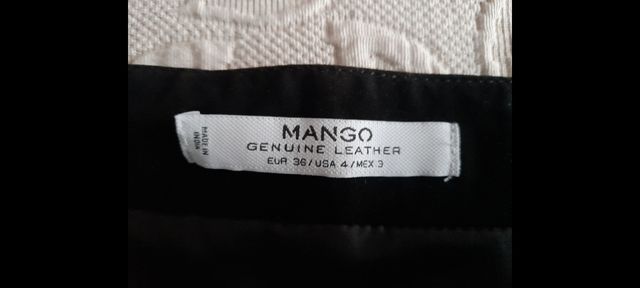 MANGO
GENUINE LEATHER
EUR 36/USA 4/MEX 3
MADE IN
INDIA